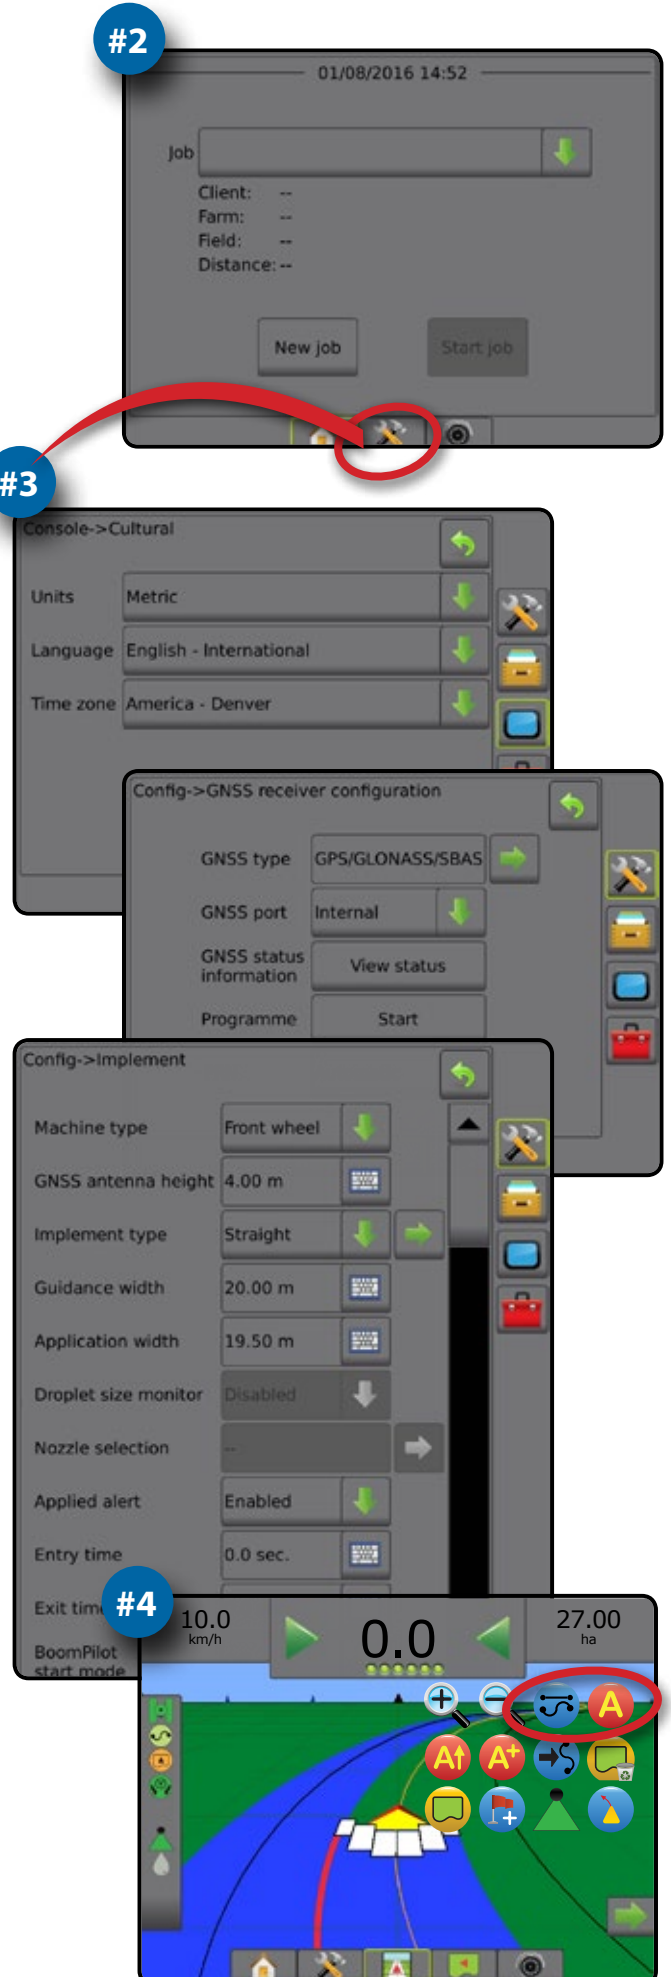 #2
01/08/2016 14:52
Job
Client: --
Farm: --
Field: --
Distance: --
New job
Start job
#3
Console->Cultural
Units Metric
Language English - International
Time zone America - Denver
Config->GNSS receiver configuration
GNSS type GPS/GLONASS/SBAS
GNSS port Internal
GNSS status
information View status
Programme Start
Config->Implement
Machine type Front wheel
GNSS antenna height 4.00 m
Implement type Straight
Guidance width 20.00 m
Application width 19.50 m
Droplet size monitor Disabled
Nozzle selection --
Applied alert Enabled
Entry time 0.0 sec.
Exit tim
BoomPilot
start mode
#4
10.0
km/h
0.0
27.00
ha
A
A
A+